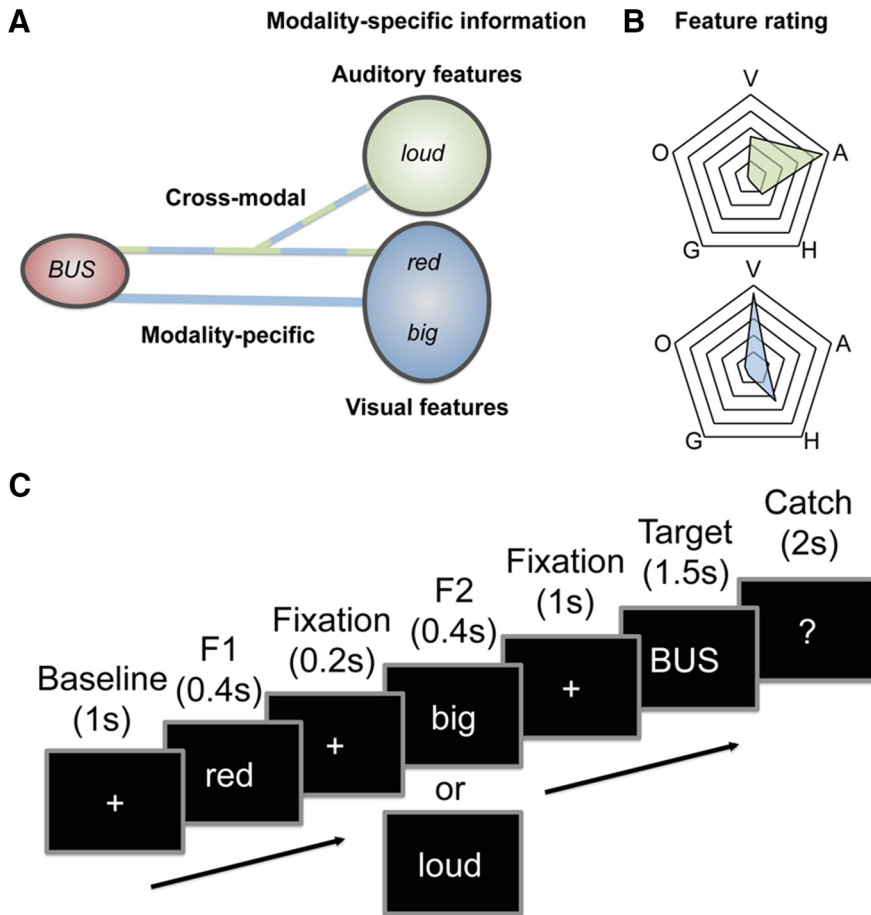 A
Modality-specific information
Auditory features
loud
Cross-modal
BUS
red
big
Modality-pecific
Visual features
B
Feature rating
V
O
A
G
H
V
O
A
G
H
C
Baseline
(1s)
+
F1
(0.4s)
red
Fixation
(0.2s)
+
F2
(0.4s)
big
or
loud
Fixation
(1s)
+
Target
(1.5s)
BUS
Catch
(2s)
?